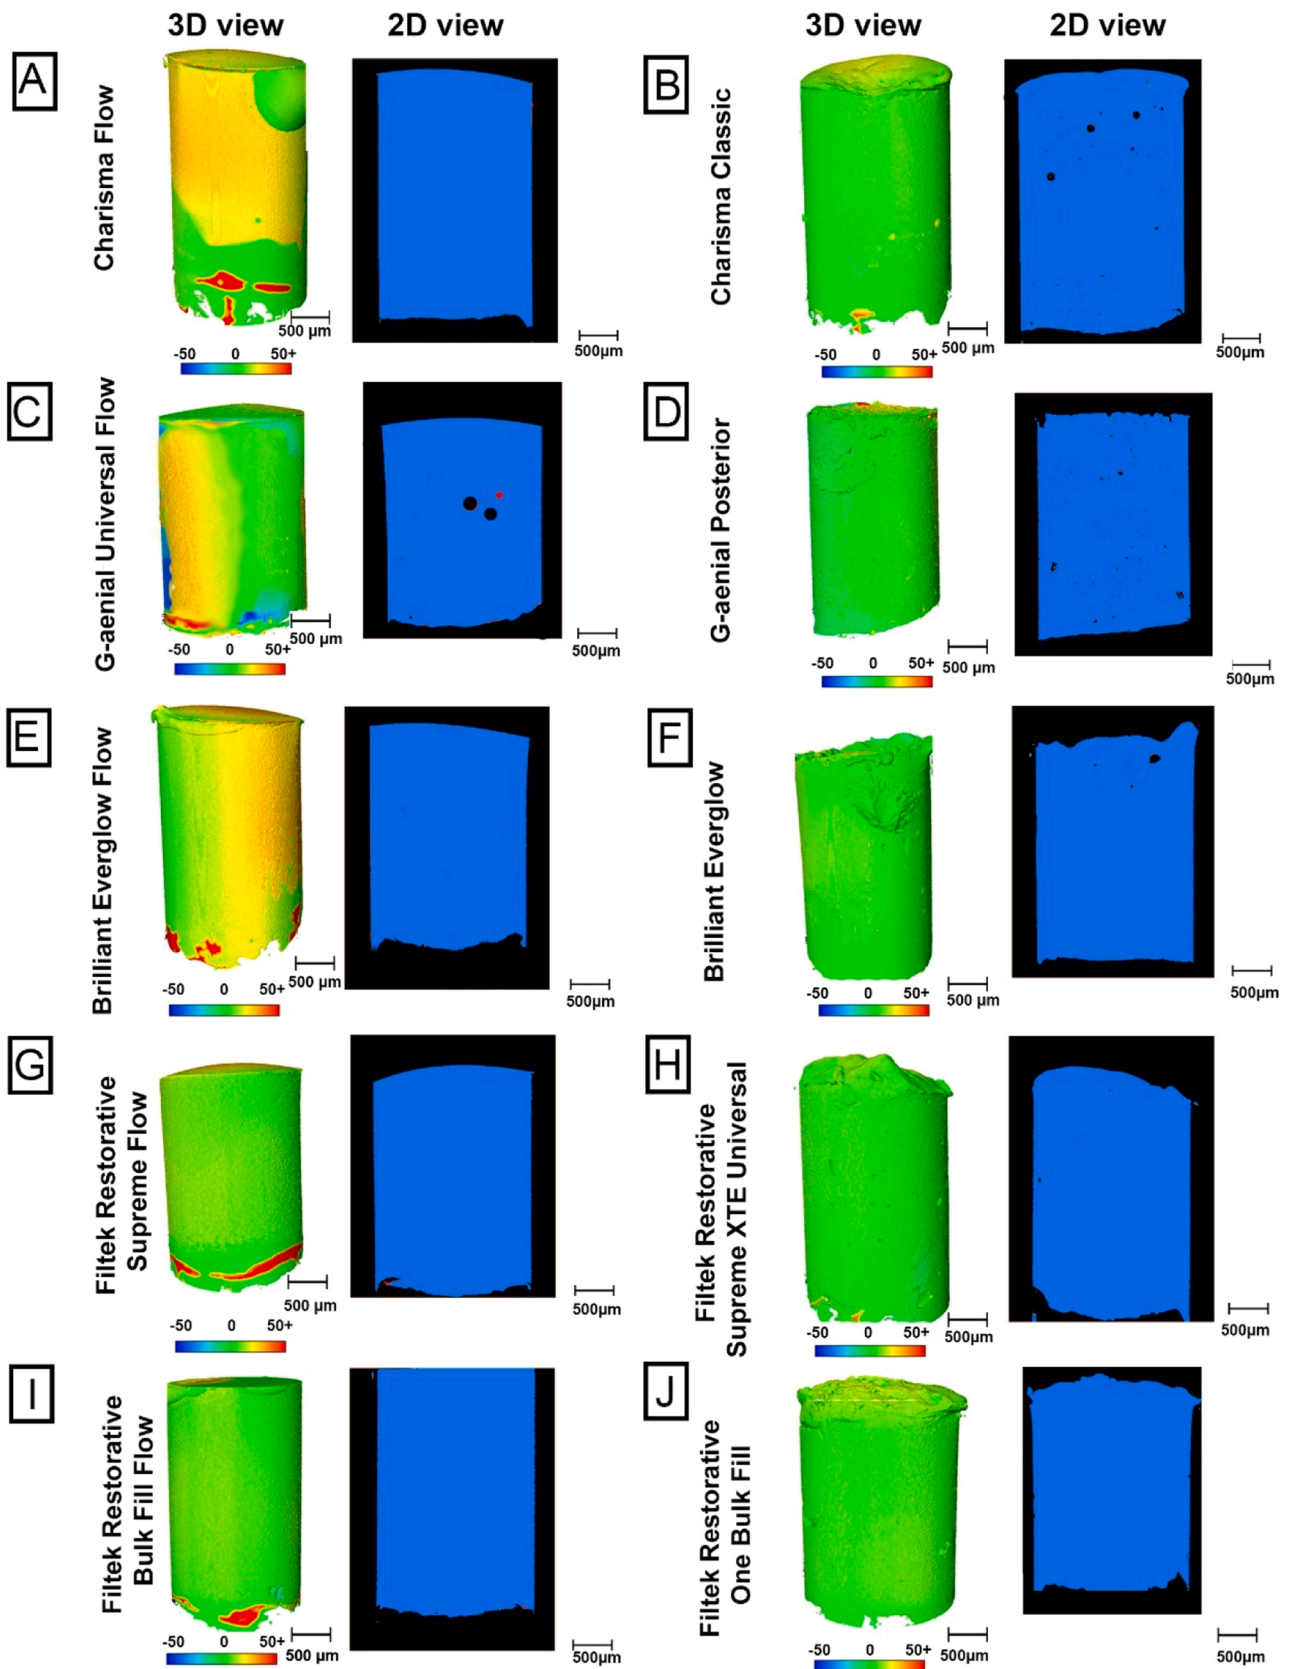 3D view
2D view
3D view
2D view
A
Charisma Flow
500 µm
-50 0 50+
500µm
B
Charisma Classic
500 µm
-50 0 50+
500µm
C
G-aenial Universal Flow
500 µm
-50 0 50+
500µm
D
G-aenial Posterior
500 µm
-50 0 50+
500µm
E
Brilliant Everglow Flow
500 µm
-50 0 50+
500µm
F
Brilliant Everglow
500 µm
-50 0 50+
500µm
G
Filtek Restorative
Supreme Flow
500 µm
-50 0 50+
500µm
H
Filtek Restorative
Supreme XTE Universal
500µm
-50 0 50+
500µm
I
Filtek Restorative
Bulk Fill Flow
500 µm
-50 0 50+
500µm
J
Filtek Restorative
One Bulk Fill
500µm
-50 0 50+
500µm